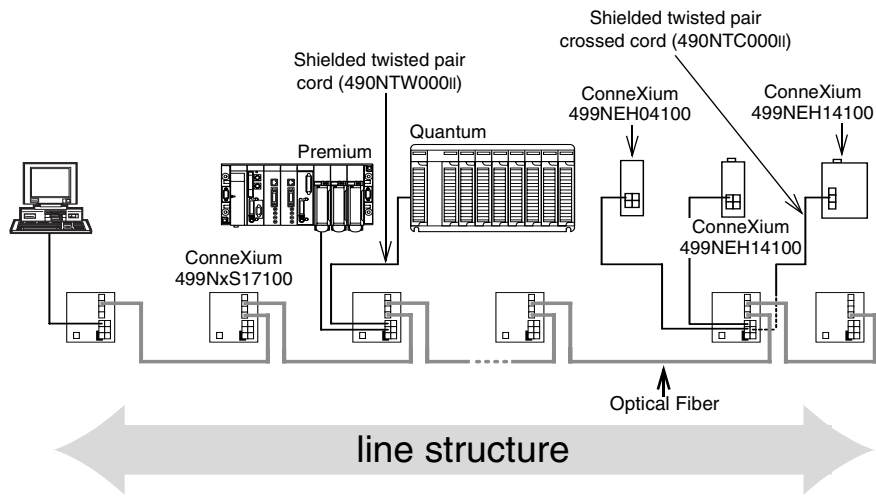 Shielded twisted pair
crossed cord (490NTC000II)
Shielded twisted pair
cord (490NTW000II)
ConneXium
499NEH04100
ConneXium
499NEH14100
Premium
Quantum
ConneXium
499NxS17100
ConneXium
499NEH14100
Optical Fiber
line structure